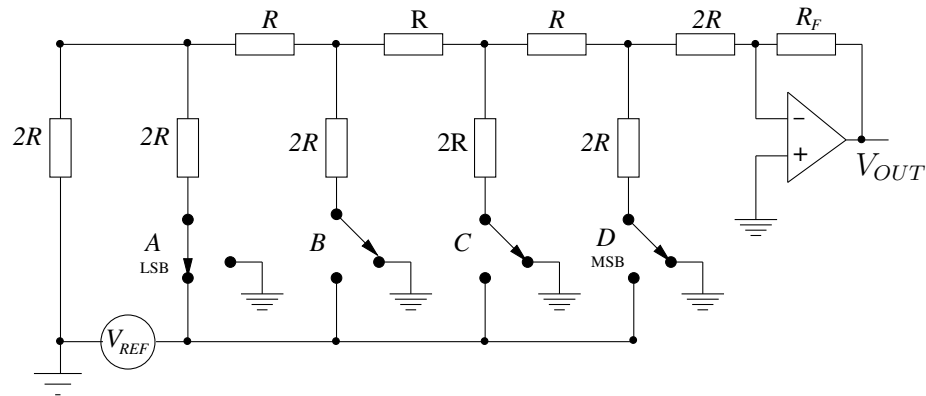 R R R 2R R_F
2R 2R 2R 2R 2R
− +
V_OUT
A B C D
LSB MSB
V_REF